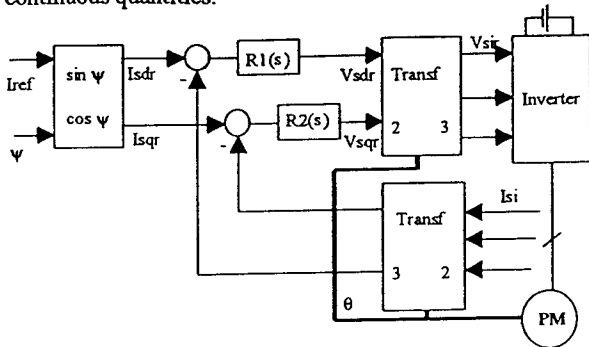 continuous quantities.
Iref
ψ
sin ψ
cos ψ
Isdr
Isqr
-
-
R1(s)
R2(s)
Vsdr
Vsqr
Transf
2 3
Vsir
Inverter
Transf
3 2
Isi
θ
PM